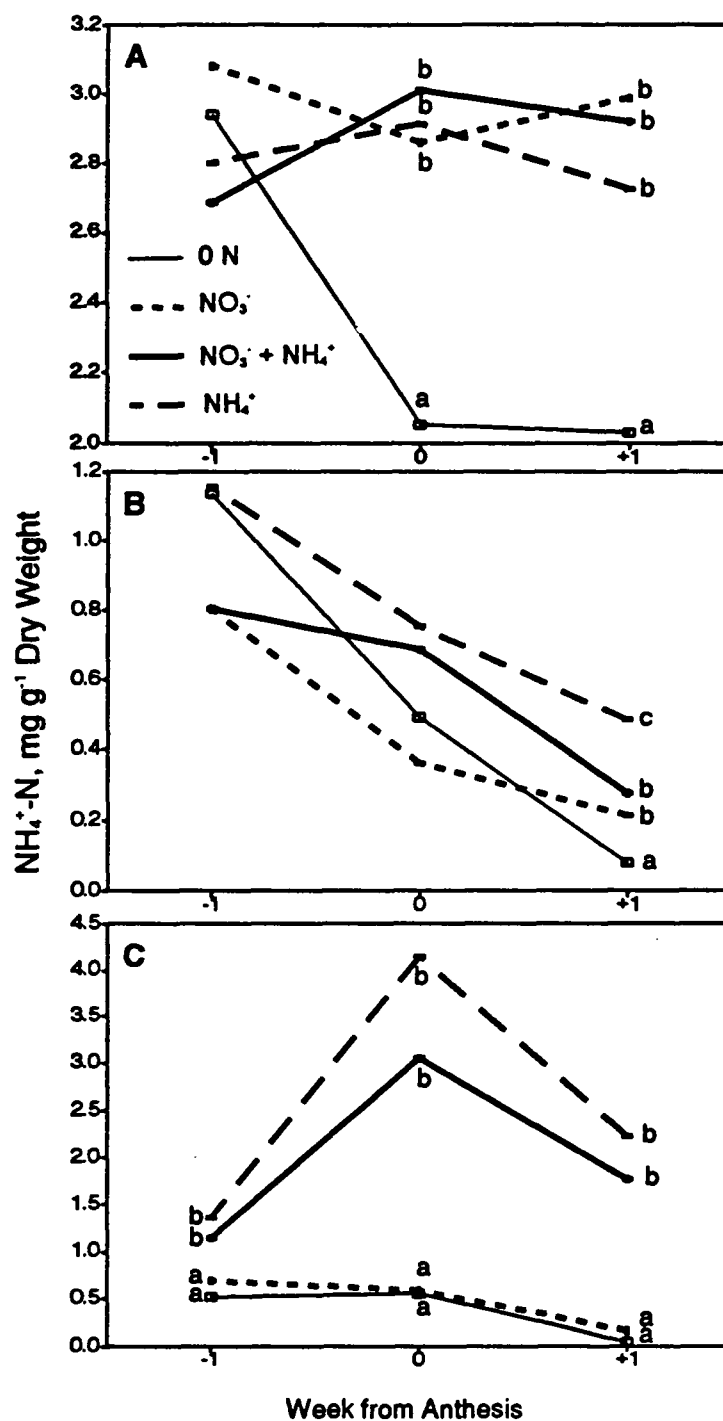 A
3.2
3.0
2.8
2.6
2.4
2.2
2.0
b
b
b
b
b
b
a
a
0 N
NO₃⁻
NO₃⁻ + NH₄⁺
NH₄⁺
-1
0
+1
B
1.2
1.0
0.8
0.6
0.4
0.2
0.0
c
b
b
a
-1
0
+1
NH₄⁺-N, mg g⁻¹ Dry Weight
C
4.5
4.0
3.5
3.0
2.5
2.0
1.5
1.0
0.5
0.0
b
b
b
b
b
b
a
a
a
a
a
a
-1
0
+1
Week from Anthesis